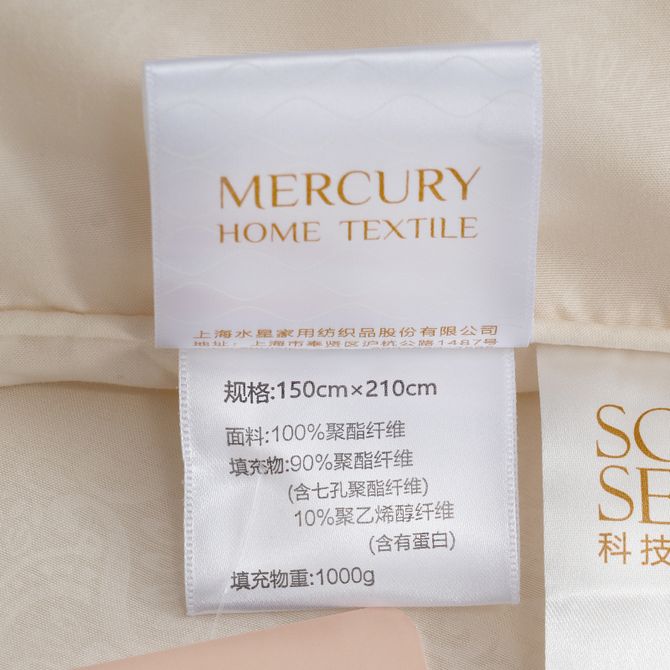 MERCURY
HOME TEXTILE
上海水星家用纺织品股份有限公司
地址：上海市奉贤区沪杭公路1487号
规格:150cm×210cm
面料:100%聚酯纤维
填充物:90%聚酯纤维
(含七孔聚酯纤维)
10%聚乙烯醇纤维
(含有蛋白)
填充物重:1000g
SC
SE
科技